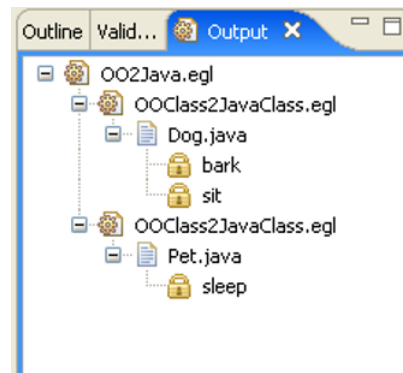 Outline Valid... Output
OO2Java.egl
OOClass2JavaClass.egl
Dog.java
bark
sit
OOClass2JavaClass.egl
Pet.java
sleep